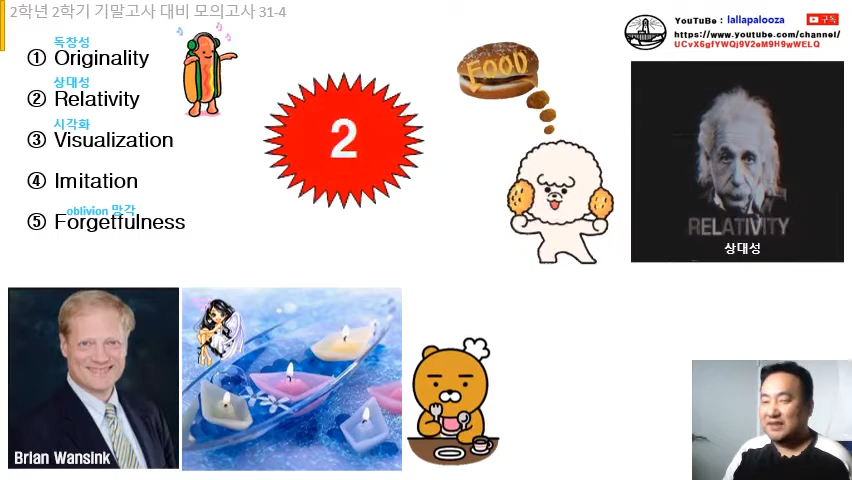 2학년 2학기 기말고사 대비 모의고사 31-4
독창성
① Originality
상대성
② Relativity
시각화
③ Visualization
④ Imitation
oblivion 망각
⑤ Forgetfulness
2
FOOD
YouTuBe : lallapalooza
구독
https://www.youtube.com/channel/
UCvX6gfYWQj9V2eM9H9wWELQ
RELATIVITY
상대성
Brian Wansink